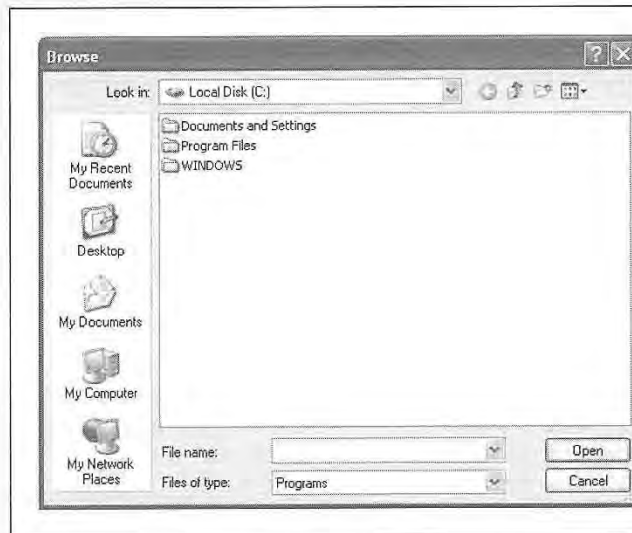 Browse
Look in:
Local Disk (C:)
Documents and Settings
Program Files
WINDOWS
My Recent
Documents
Desktop
My Documents
My Computer
My Network
Places
File name:
Open
Files of type:
Programs
Cancel